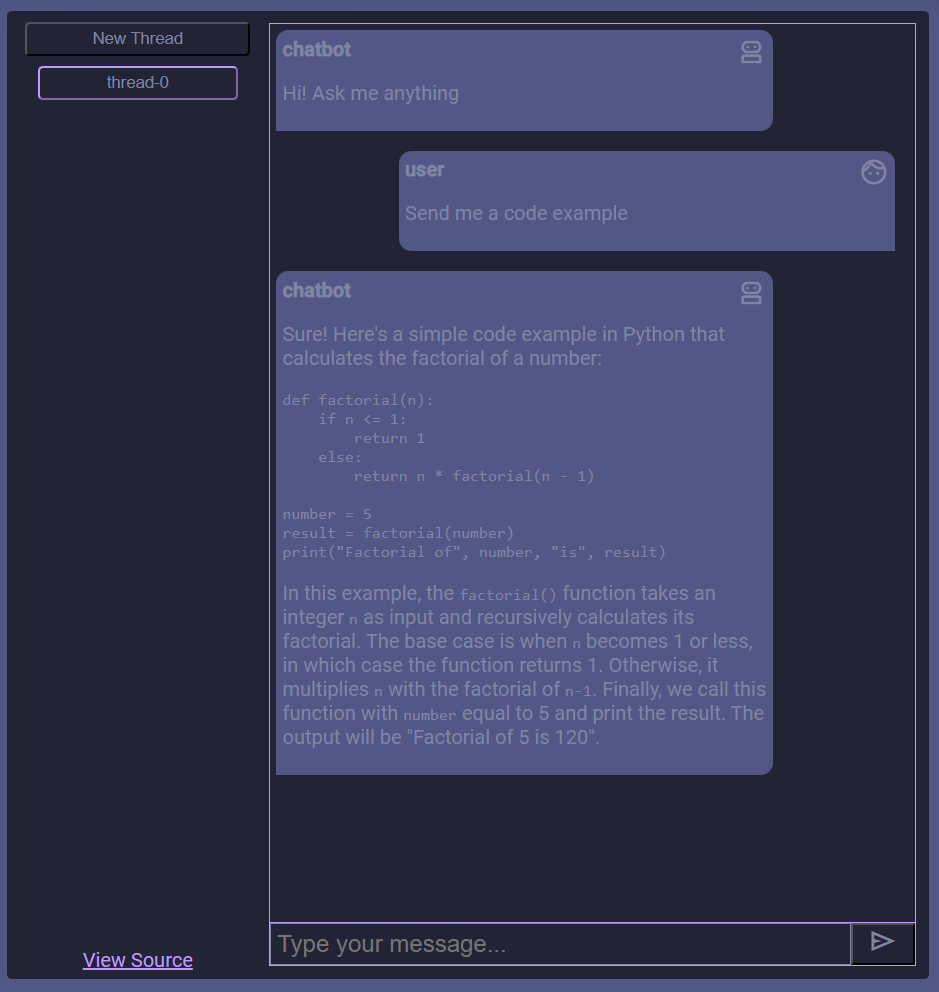 New Thread
thread-0
View Source
chatbot
Hi! Ask me anything
user
Send me a code example
chatbot
Sure! Here's a simple code example in Python that
calculates the factorial of a number:
def factorial(n):
    if n <= 1:
        return 1
    else:
        return n * factorial(n - 1)
number = 5
result = factorial(number)
print("Factorial of", number, "is", result)
In this example, the factorial() function takes an
integer n as input and recursively calculates its
factorial. The base case is when n becomes 1 or less,
in which case the function returns 1. Otherwise, it
multiplies n with the factorial of n-1. Finally, we call this
function with number equal to 5 and print the result. The
output will be "Factorial of 5 is 120".
Type your message...